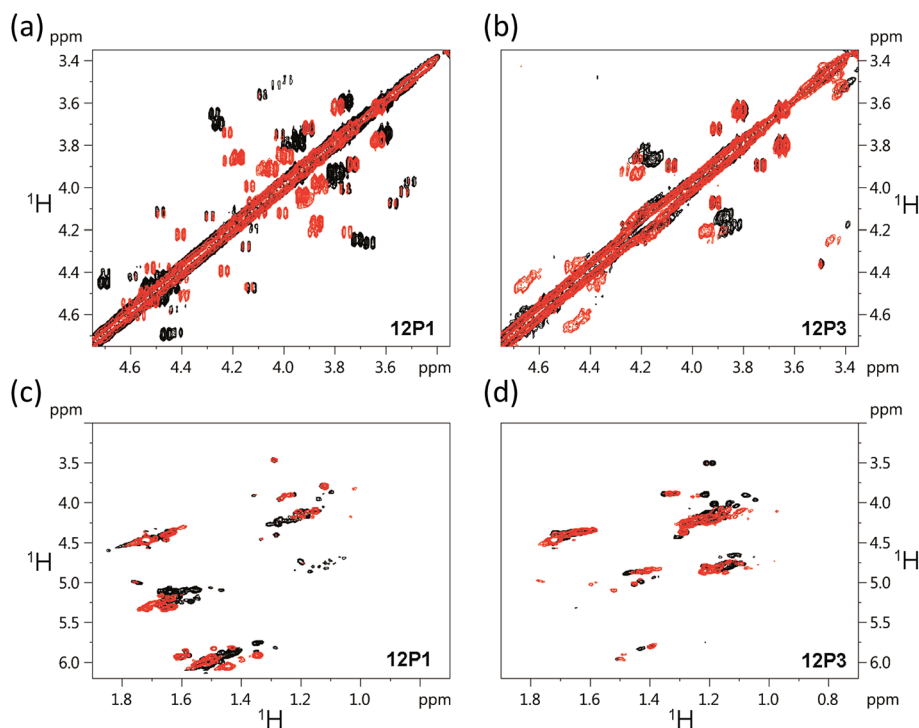 (a)
ppm
(b)
ppm
3.4
3.6
3.8
4.0
4.2
4.4
4.6
¹H
12P1
4.6 4.4 4.2 4.0 3.8 3.6 ppm
3.4
3.6
3.8
4.0
4.2
4.4
4.6
¹H
12P3
4.6 4.4 4.2 4.0 3.8 3.6 3.4
ppm
(c)
ppm
(d)
ppm
3.5
4.0
4.5
5.0
5.5
6.0
¹H
12P1
1.8 1.6 1.4 1.2 1.0 ppm
¹H
3.5
4.0
4.5
5.0
5.5
6.0
¹H
12P3
1.8 1.6 1.4 1.2 1.0 0.8
ppm
¹H